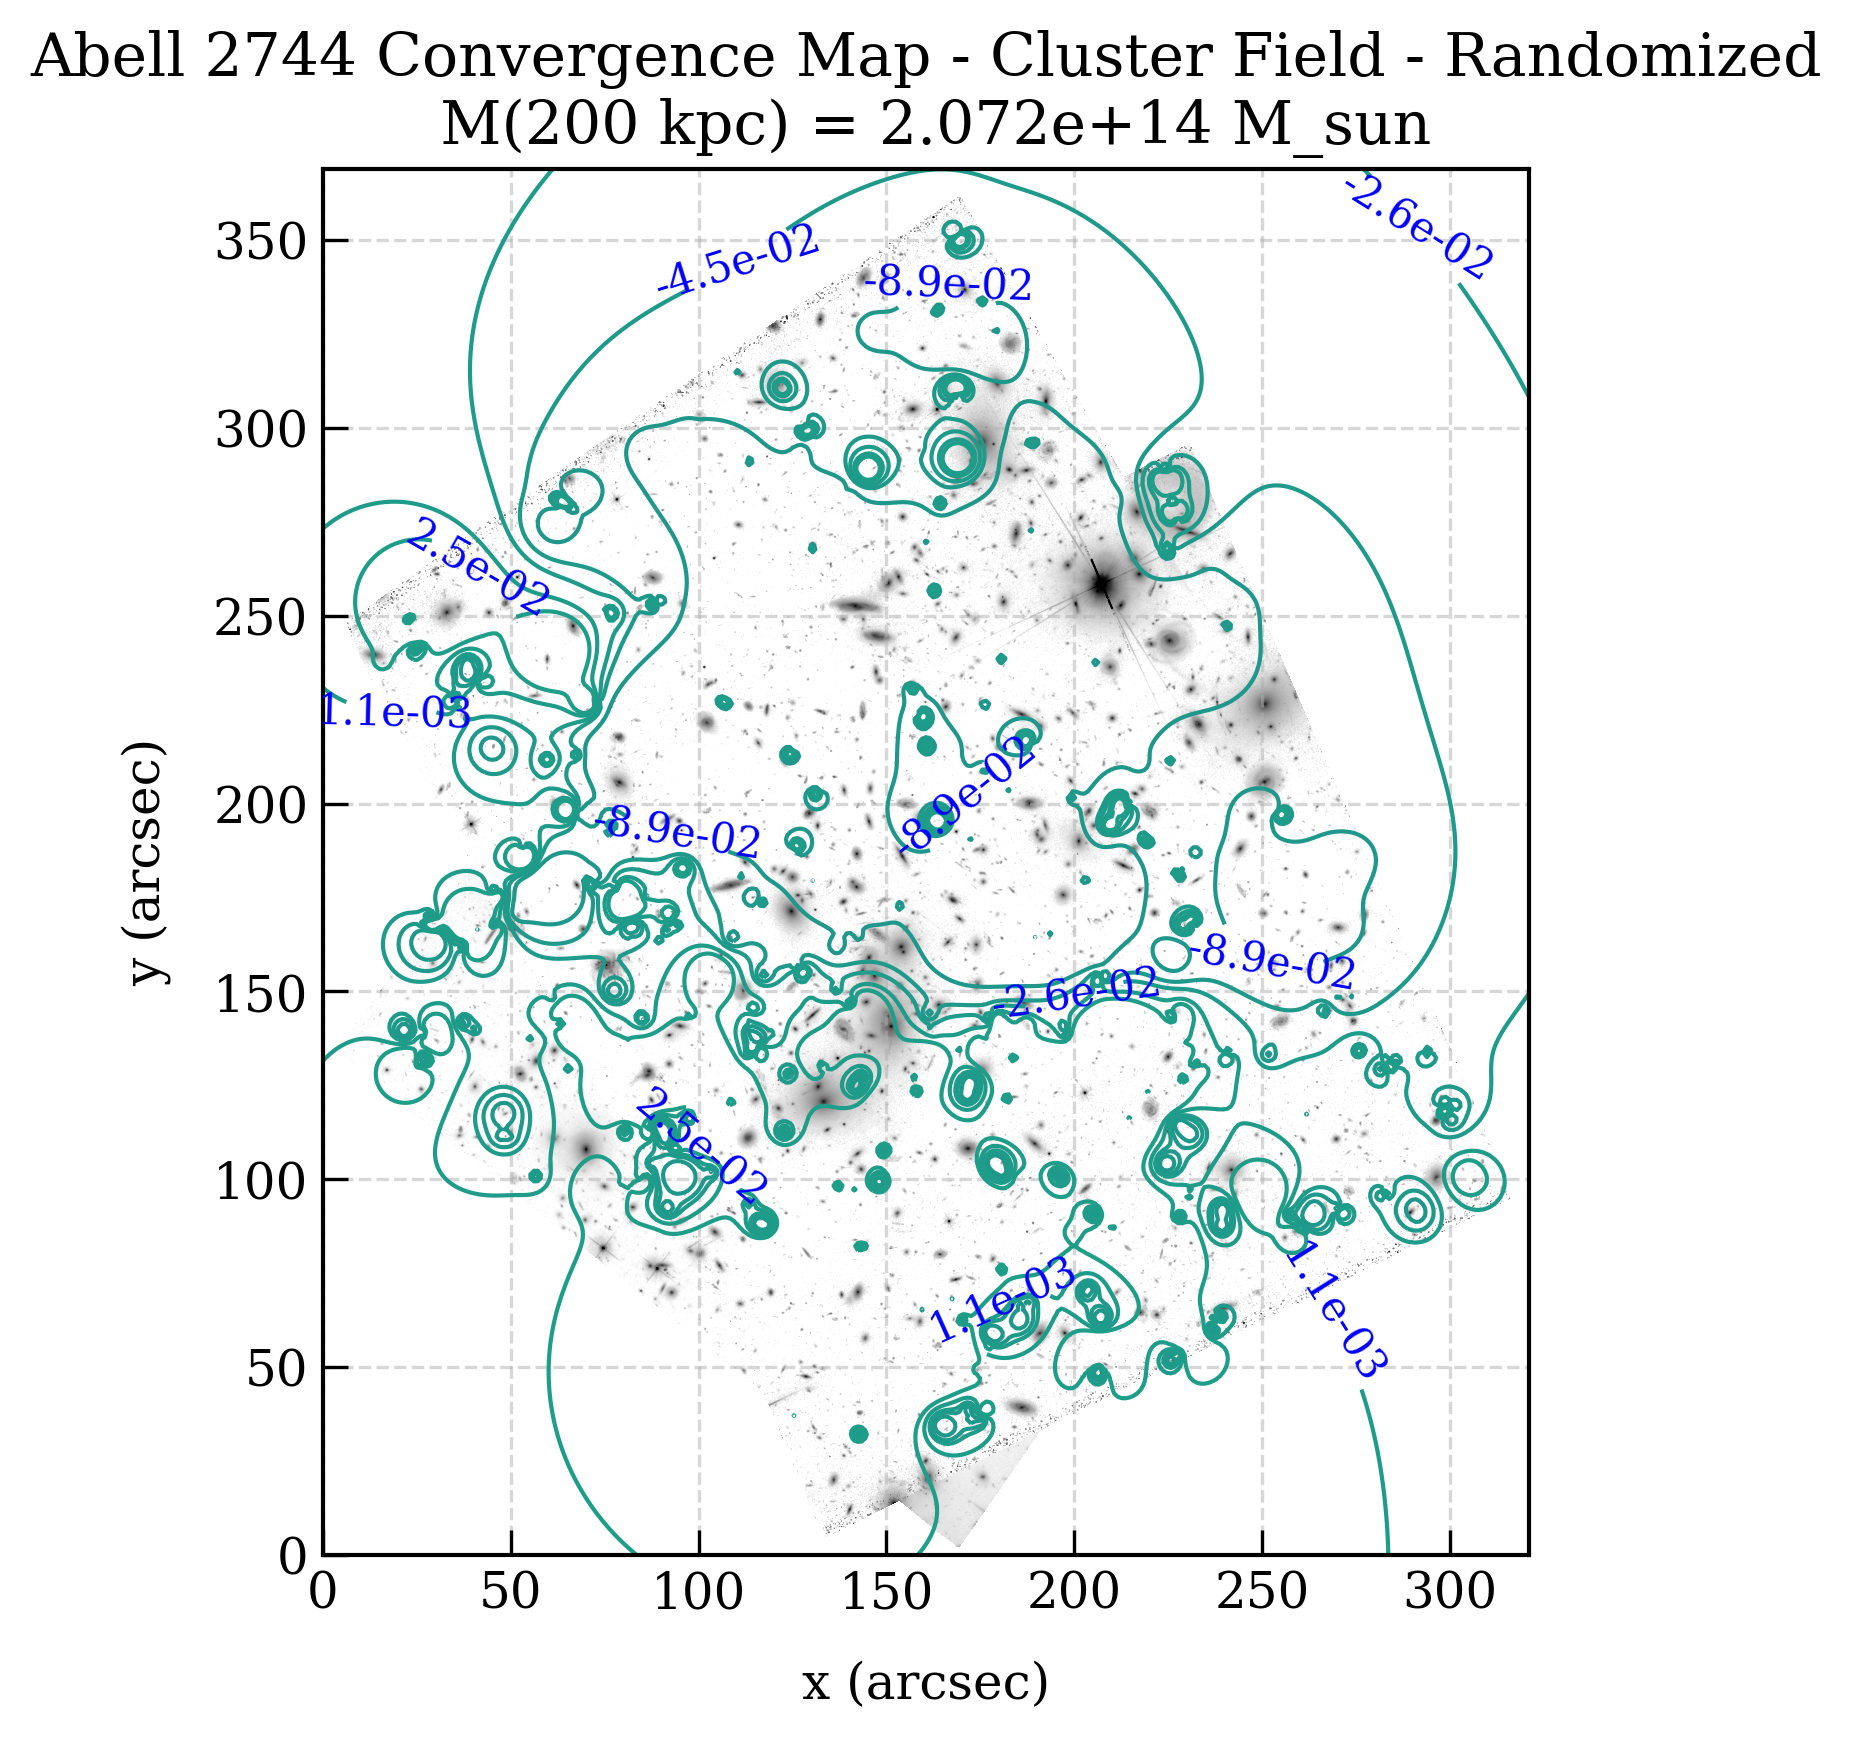 Abell 2744 Convergence Map - Cluster Field - Randomized
M(200 kpc) = 2.072e+14 M_sun
-2.6e-02
-4.5e-02
-8.9e-02
2.5e-02
1.1e-03
-8.9e-02
-8.9e-02
-8.9e-02
-2.6e-02
2.5e-02
1.1e-03
1.1e-03
350
300
250
200
150
100
50
0
y (arcsec)
0 50 100 150 200 250 300
x (arcsec)